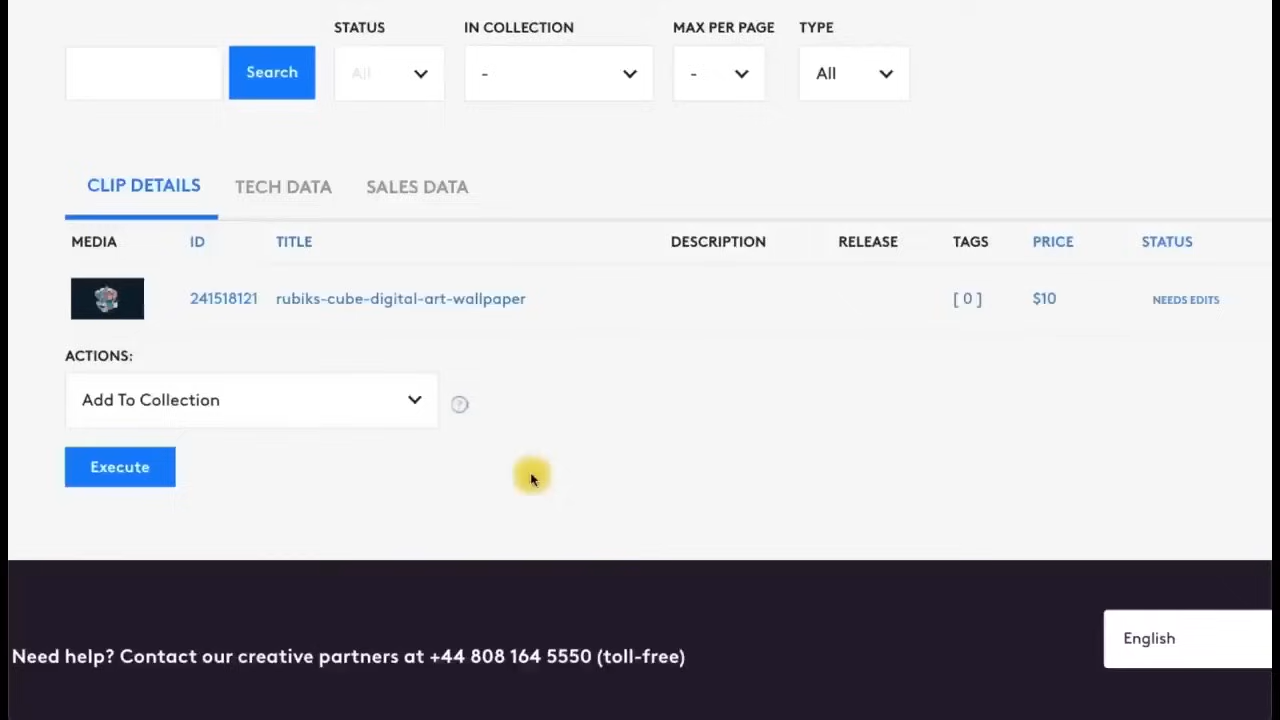 STATUS IN COLLECTION MAX PER PAGE TYPE
Search All - - All
CLIP DETAILS TECH DATA SALES DATA
MEDIA ID TITLE DESCRIPTION RELEASE TAGS PRICE STATUS
241518121 rubiks-cube-digital-art-wallpaper [ 0 ] $10 NEEDS EDITS
ACTIONS:
Add To Collection ?
Execute
English
Need help? Contact our creative partners at +44 808 164 5550 (toll-free)